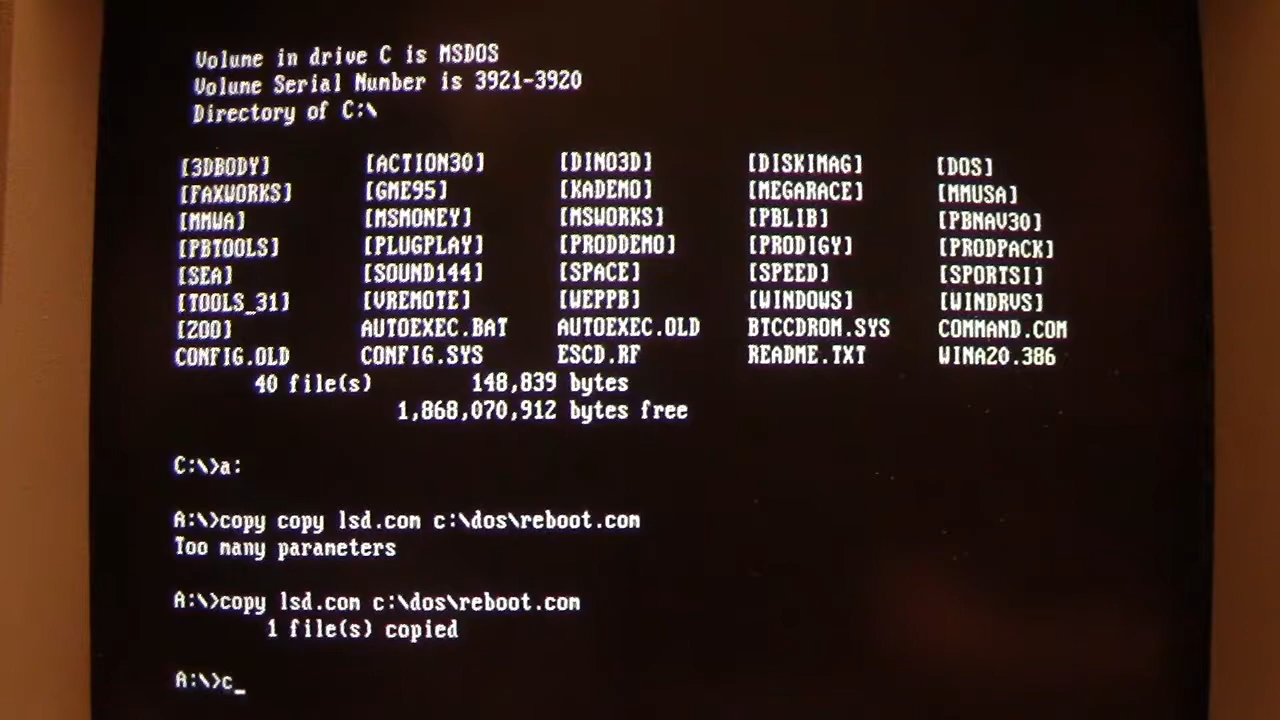 Volume in drive C is MSDOS
Volume Serial Number is 3921-3920
Directory of C:\
[3DBODY] [ACTION30] [DINO3D] [DISKIMAG] [DOS]
[FAXWORKS] [GME95] [KADEMO] [MEGARACE] [MMUSA]
[MMWA] [MSMONEY] [MSWORKS] [PBLIB] [PBNAV30]
[PBTOOLS] [PLUGPLAY] [PRODDEMO] [PRODIGY] [PRODPACK]
[SEA] [SOUND144] [SPACE] [SPEED] [SPORTSI]
[TOOLS_31] [VREMOTE] [WEPPB] [WINDOWS] [WINDRVS]
[ZOO] AUTOEXEC.BAT AUTOEXEC.OLD BTCCDROM.SYS COMMAND.COM
CONFIG.OLD CONFIG.SYS ESCD.RF README.TXT WINA20.386
40 file(s) 148,839 bytes
1,868,070,912 bytes free
C:\>a:
A:\>copy copy lsd.com c:\dos\reboot.com
Too many parameters
A:\>copy lsd.com c:\dos\reboot.com
1 file(s) copied
A:\>c_